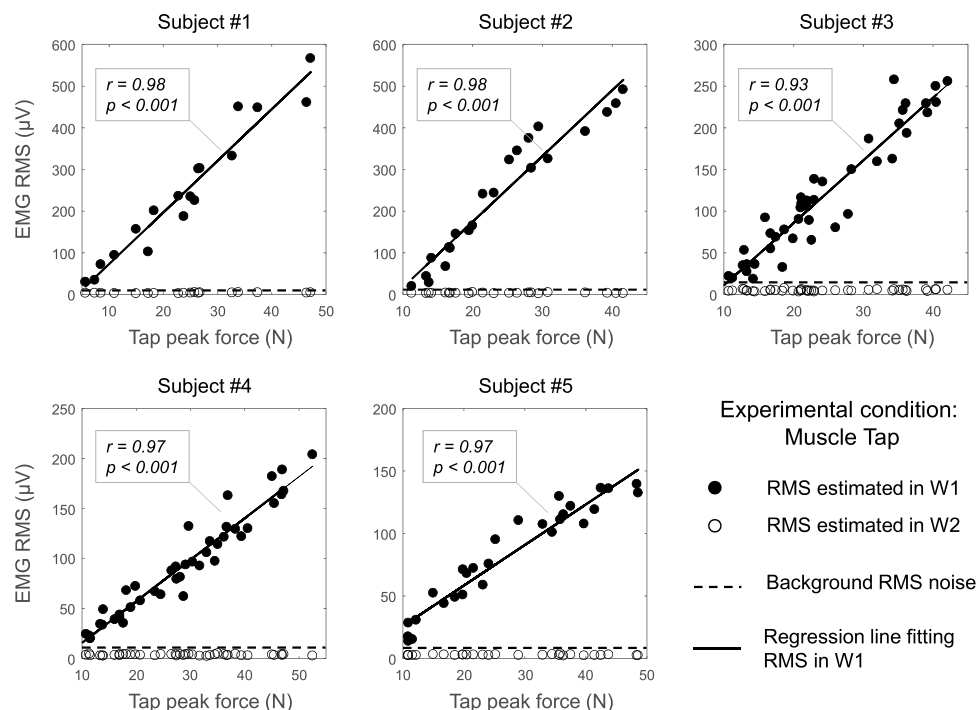 Subject #1
600
500
400
300
200
100
0
10 20 30 40 50
EMG RMS (µV)
Tap peak force (N)
r = 0.98
p < 0.001
Subject #2
600
500
400
300
200
100
0
10 20 30 40
Tap peak force (N)
r = 0.98
p < 0.001
Subject #3
300
250
200
150
100
50
0
10 20 30 40
Tap peak force (N)
r = 0.93
p < 0.001
Subject #4
250
200
150
100
50
0
10 20 30 40 50
EMG RMS (µV)
Tap peak force (N)
r = 0.97
p < 0.001
Subject #5
200
150
100
50
0
10 20 30 40 50
Tap peak force (N)
r = 0.97
p < 0.001
Experimental condition:
Muscle Tap
RMS estimated in W1
RMS estimated in W2
Background RMS noise
Regression line fitting
RMS in W1